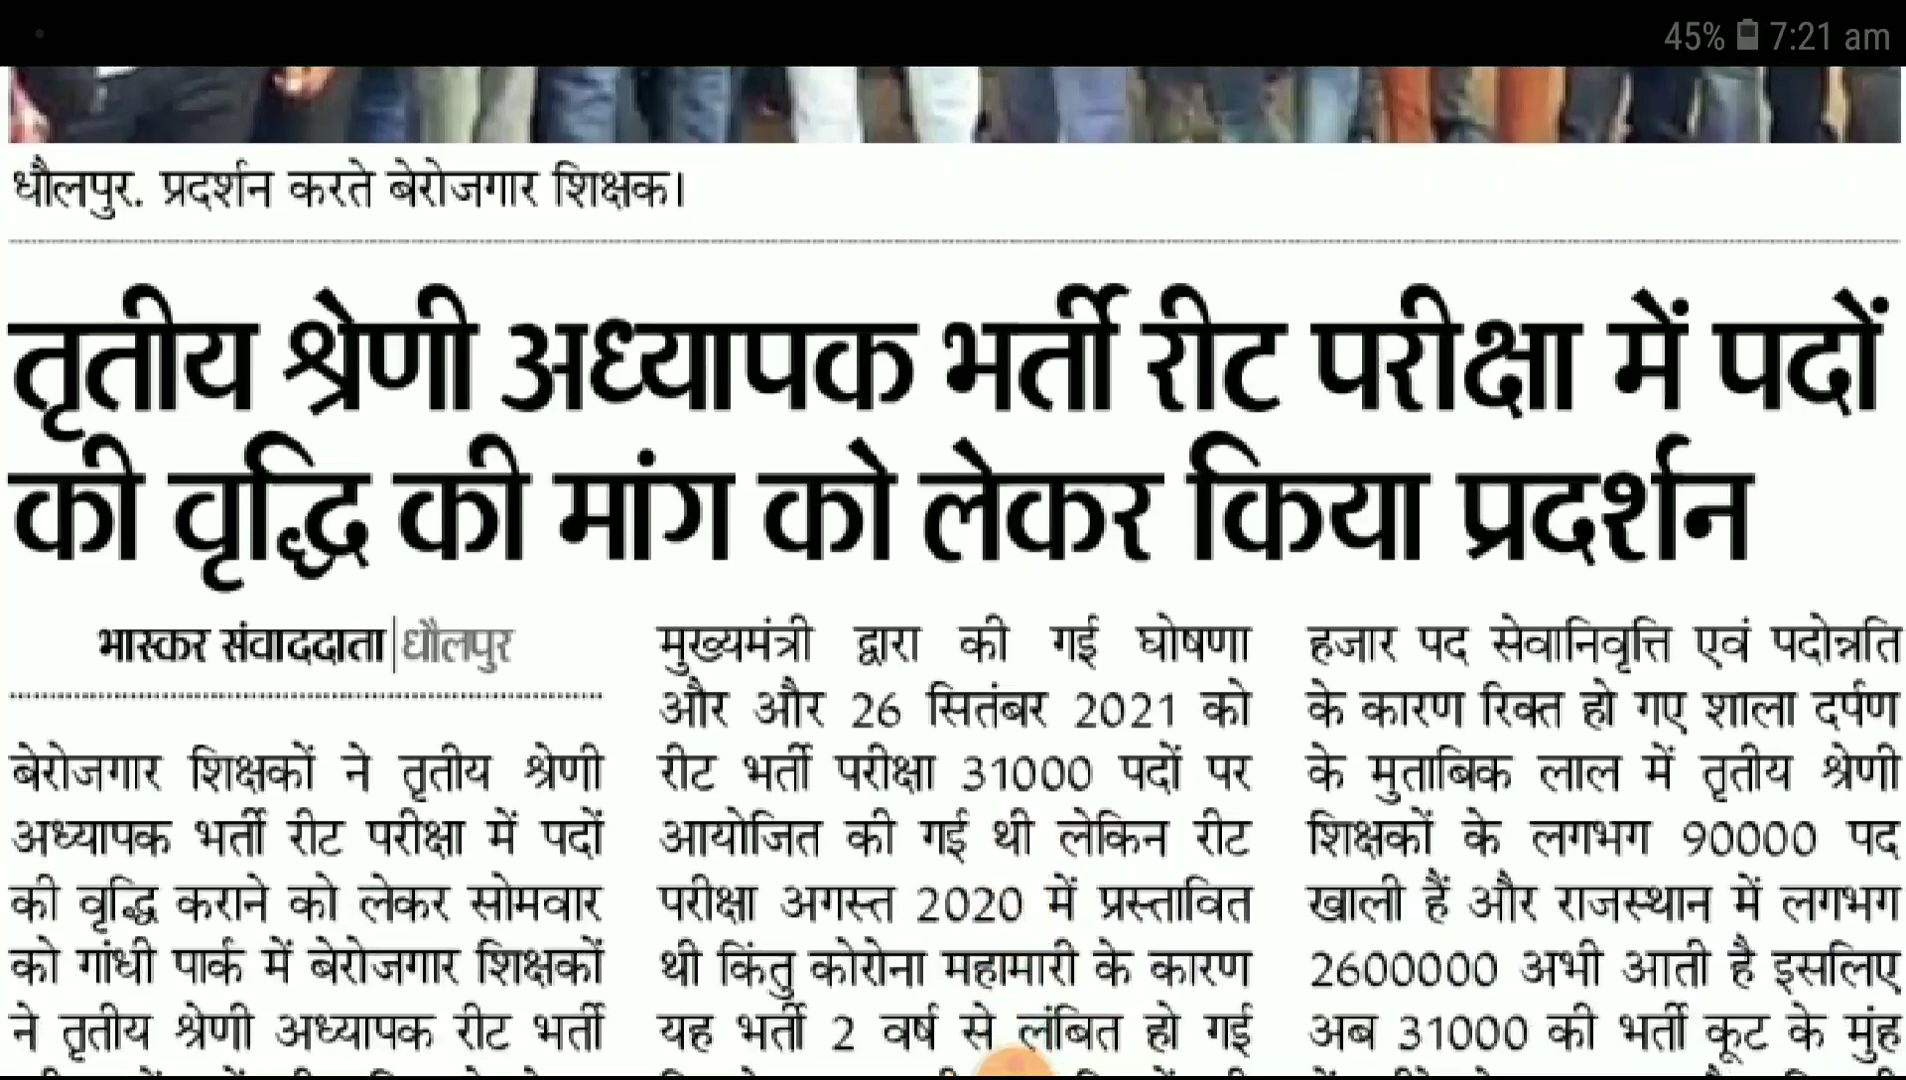 45% 7:21 am
धौलपुर. प्रदर्शन करते बेरोजगार शिक्षक।
तृतीय श्रेणी अध्यापक भर्ती रीट परीक्षा में पदों
की वृद्धि की मांग को लेकर किया प्रदर्शन
भास्कर संवाददाता|धौलपुर
बेरोजगार शिक्षकों ने तृतीय श्रेणी
अध्यापक भर्ती रीट परीक्षा में पदों
की वृद्धि कराने को लेकर सोमवार
को गांधी पार्क में बेरोजगार शिक्षकों
ने तृतीय श्रेणी अध्यापक रीट भर्ती
मुख्यमंत्री द्वारा की गई घोषणा
और और 26 सितंबर 2021 को
रीट भर्ती परीक्षा 31000 पदों पर
आयोजित की गई थी लेकिन रीट
परीक्षा अगस्त 2020 में प्रस्तावित
थी किंतु कोरोना महामारी के कारण
यह भर्ती 2 वर्ष से लंबित हो गई
हजार पद सेवानिवृत्ति एवं पदोन्नति
के कारण रिक्त हो गए शाला दर्पण
के मुताबिक लाल में तृतीय श्रेणी
शिक्षकों के लगभग 90000 पद
खाली हैं और राजस्थान में लगभग
2600000 अभी आती है इसलिए
अब 31000 की भर्ती कूट के मुंह